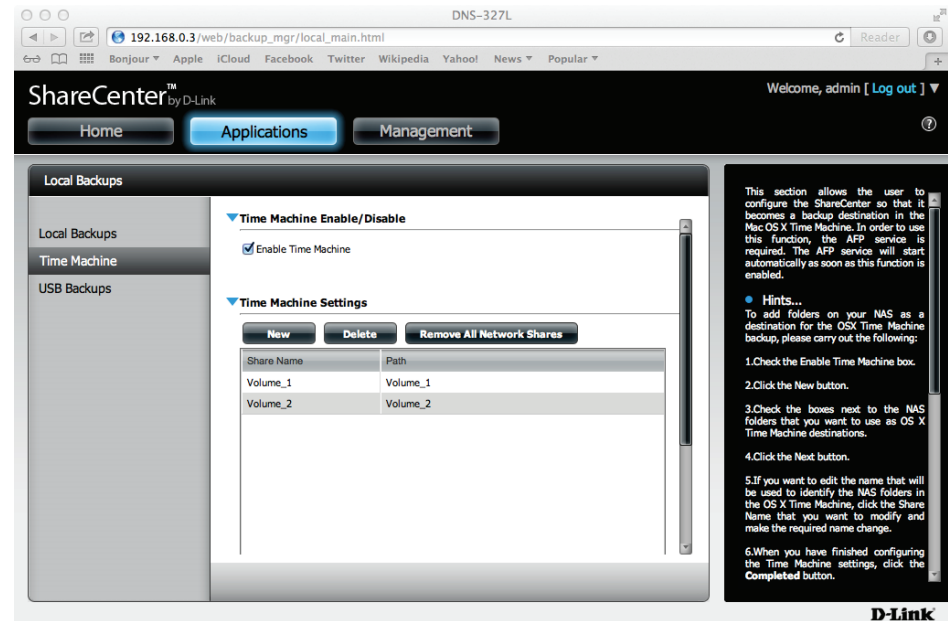 DNS-327L
192.168.0.3/web/backup_mgr/local_main.html
Reader
Bonjour Apple iCloud Facebook Twitter Wikipedia Yahoo! News Popular
ShareCenter™ by D-Link
Welcome, admin [ Log out ]
Home
Applications
Management
?
Local Backups
Local Backups
Time Machine
USB Backups
Time Machine Enable/Disable
Enable Time Machine
Time Machine Settings
New
Delete
Remove All Network Shares
Share Name Path
Volume_1 Volume_1
Volume_2 Volume_2
This section allows the user to
configure the ShareCenter so that it
becomes a backup destination in the
Mac OS X Time Machine. In order to use
this function, the AFP service is
required. The AFP service will start
automatically as soon as this function is
enabled.
Hints...
To add folders on your NAS as a
destination for the OSX Time Machine
backup, please carry out the following:
1.Check the Enable Time Machine box.
2.Click the New button.
3.Check the boxes next to the NAS
folders that you want to use as OS X
Time Machine destinations.
4.Click the Next button.
5.If you want to edit the name that will
be used to identify the NAS folders in
the OS X Time Machine, click the Share
Name that you want to modify and
make the required name change.
6.When you have finished configuring
the Time Machine settings, click the
Completed button.
D-Link